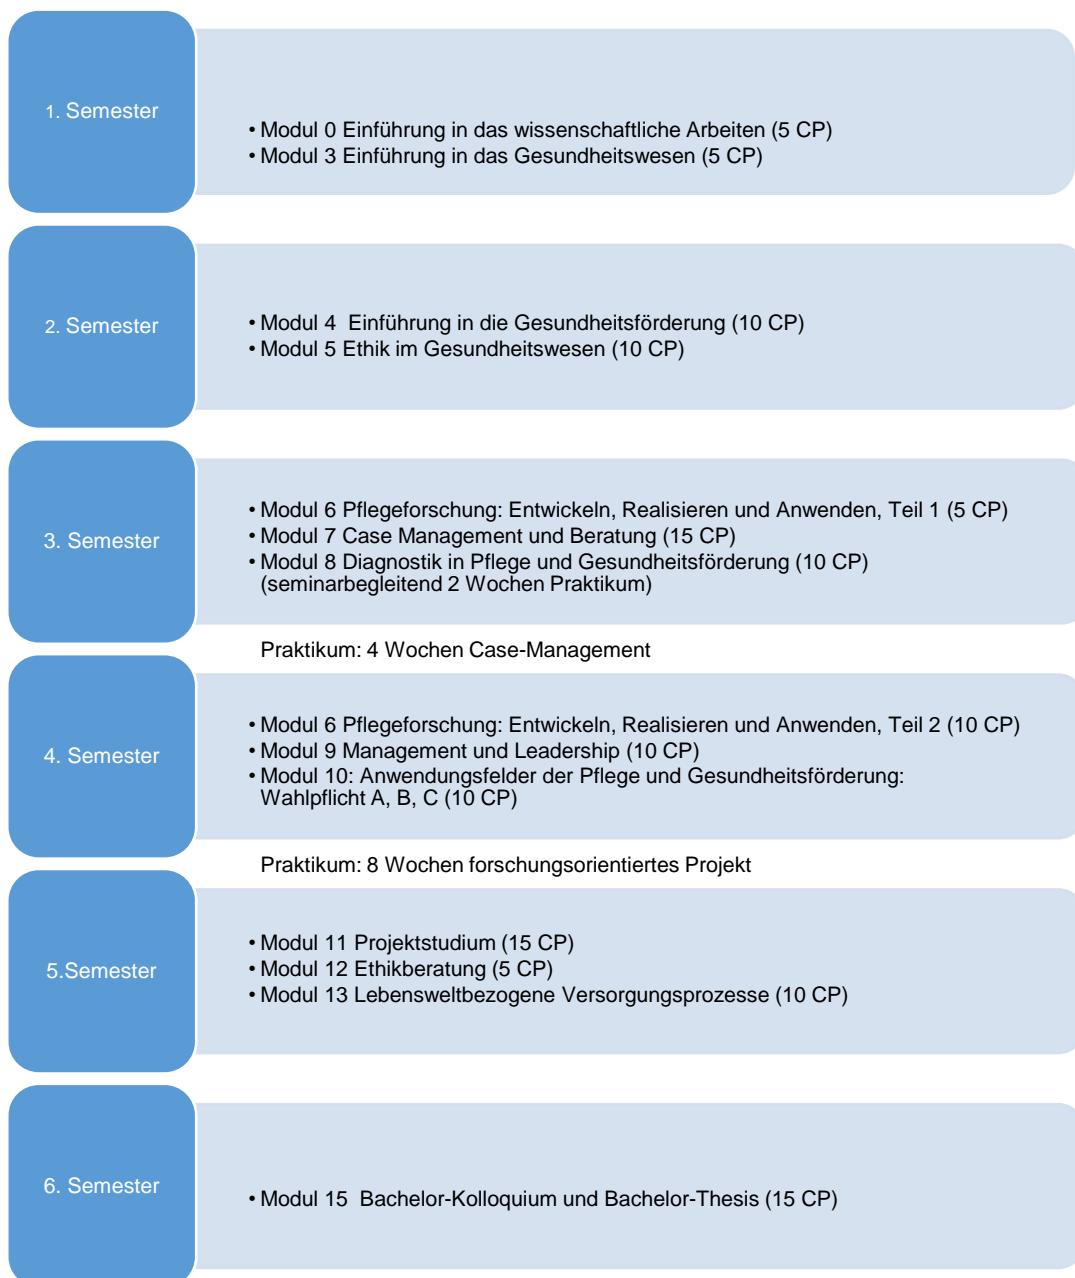 1. Semester
• Modul 0 Einführung in das wissenschaftliche Arbeiten (5 CP)
• Modul 3 Einführung in das Gesundheitswesen (5 CP)
2. Semester
• Modul 4  Einführung in die Gesundheitsförderung (10 CP)
• Modul 5 Ethik im Gesundheitswesen (10 CP)
3. Semester
• Modul 6 Pflegeforschung: Entwickeln, Realisieren und Anwenden, Teil 1 (5 CP)
• Modul 7 Case Management und Beratung (15 CP)
• Modul 8 Diagnostik in Pflege und Gesundheitsförderung (10 CP)
(seminarbegleitend 2 Wochen Praktikum)
Praktikum: 4 Wochen Case-Management
4. Semester
• Modul 6 Pflegeforschung: Entwickeln, Realisieren und Anwenden, Teil 2 (10 CP)
• Modul 9 Management und Leadership (10 CP)
• Modul 10: Anwendungsfelder der Pflege und Gesundheitsförderung:
Wahlpflicht A, B, C (10 CP)
Praktikum: 8 Wochen forschungsorientiertes Projekt
5.Semester
• Modul 11 Projektstudium (15 CP)
• Modul 12 Ethikberatung (5 CP)
• Modul 13 Lebensweltbezogene Versorgungsprozesse (10 CP)
6. Semester
• Modul 15  Bachelor-Kolloquium und Bachelor-Thesis (15 CP)